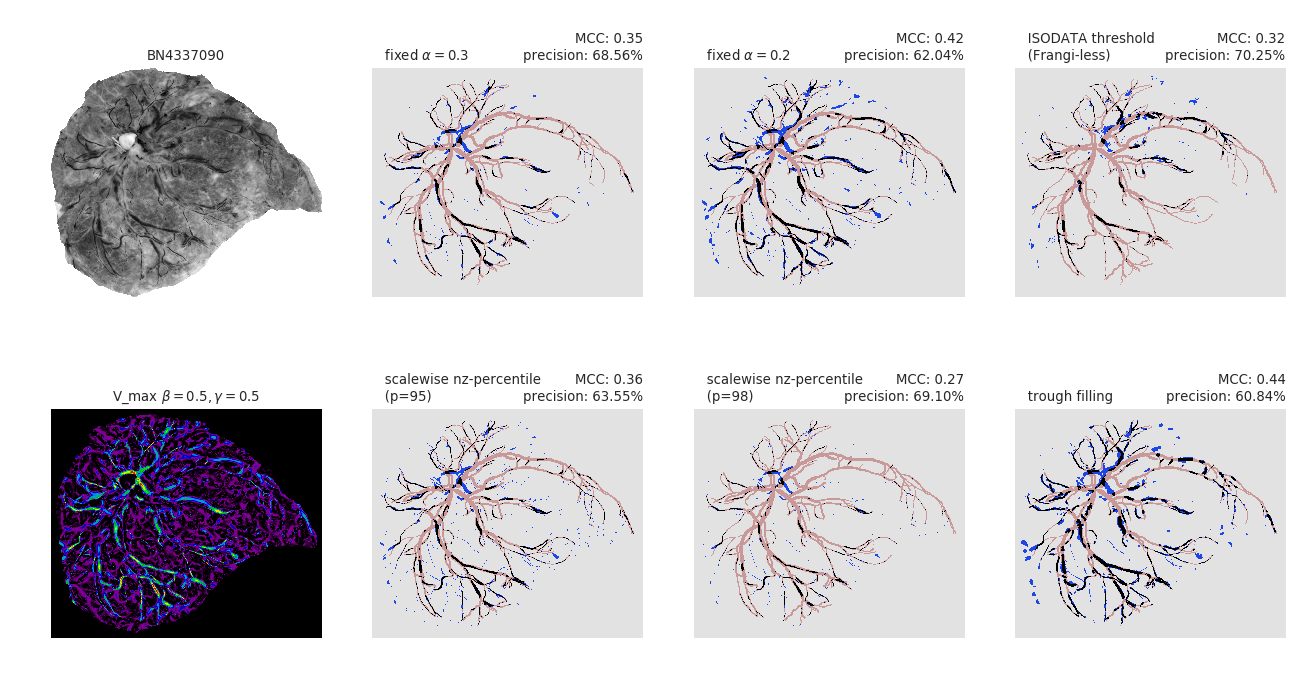 BN4337090
MCC: 0.35
fixed α = 0.3 precision: 68.56%
MCC: 0.42
fixed α = 0.2 precision: 62.04%
ISODATA threshold MCC: 0.32
(Frangi-less) precision: 70.25%
V_max β = 0.5, γ = 0.5
scalewise nz-percentile MCC: 0.36
(p=95) precision: 63.55%
scalewise nz-percentile MCC: 0.27
(p=98) precision: 69.10%
MCC: 0.44
trough filling precision: 60.84%